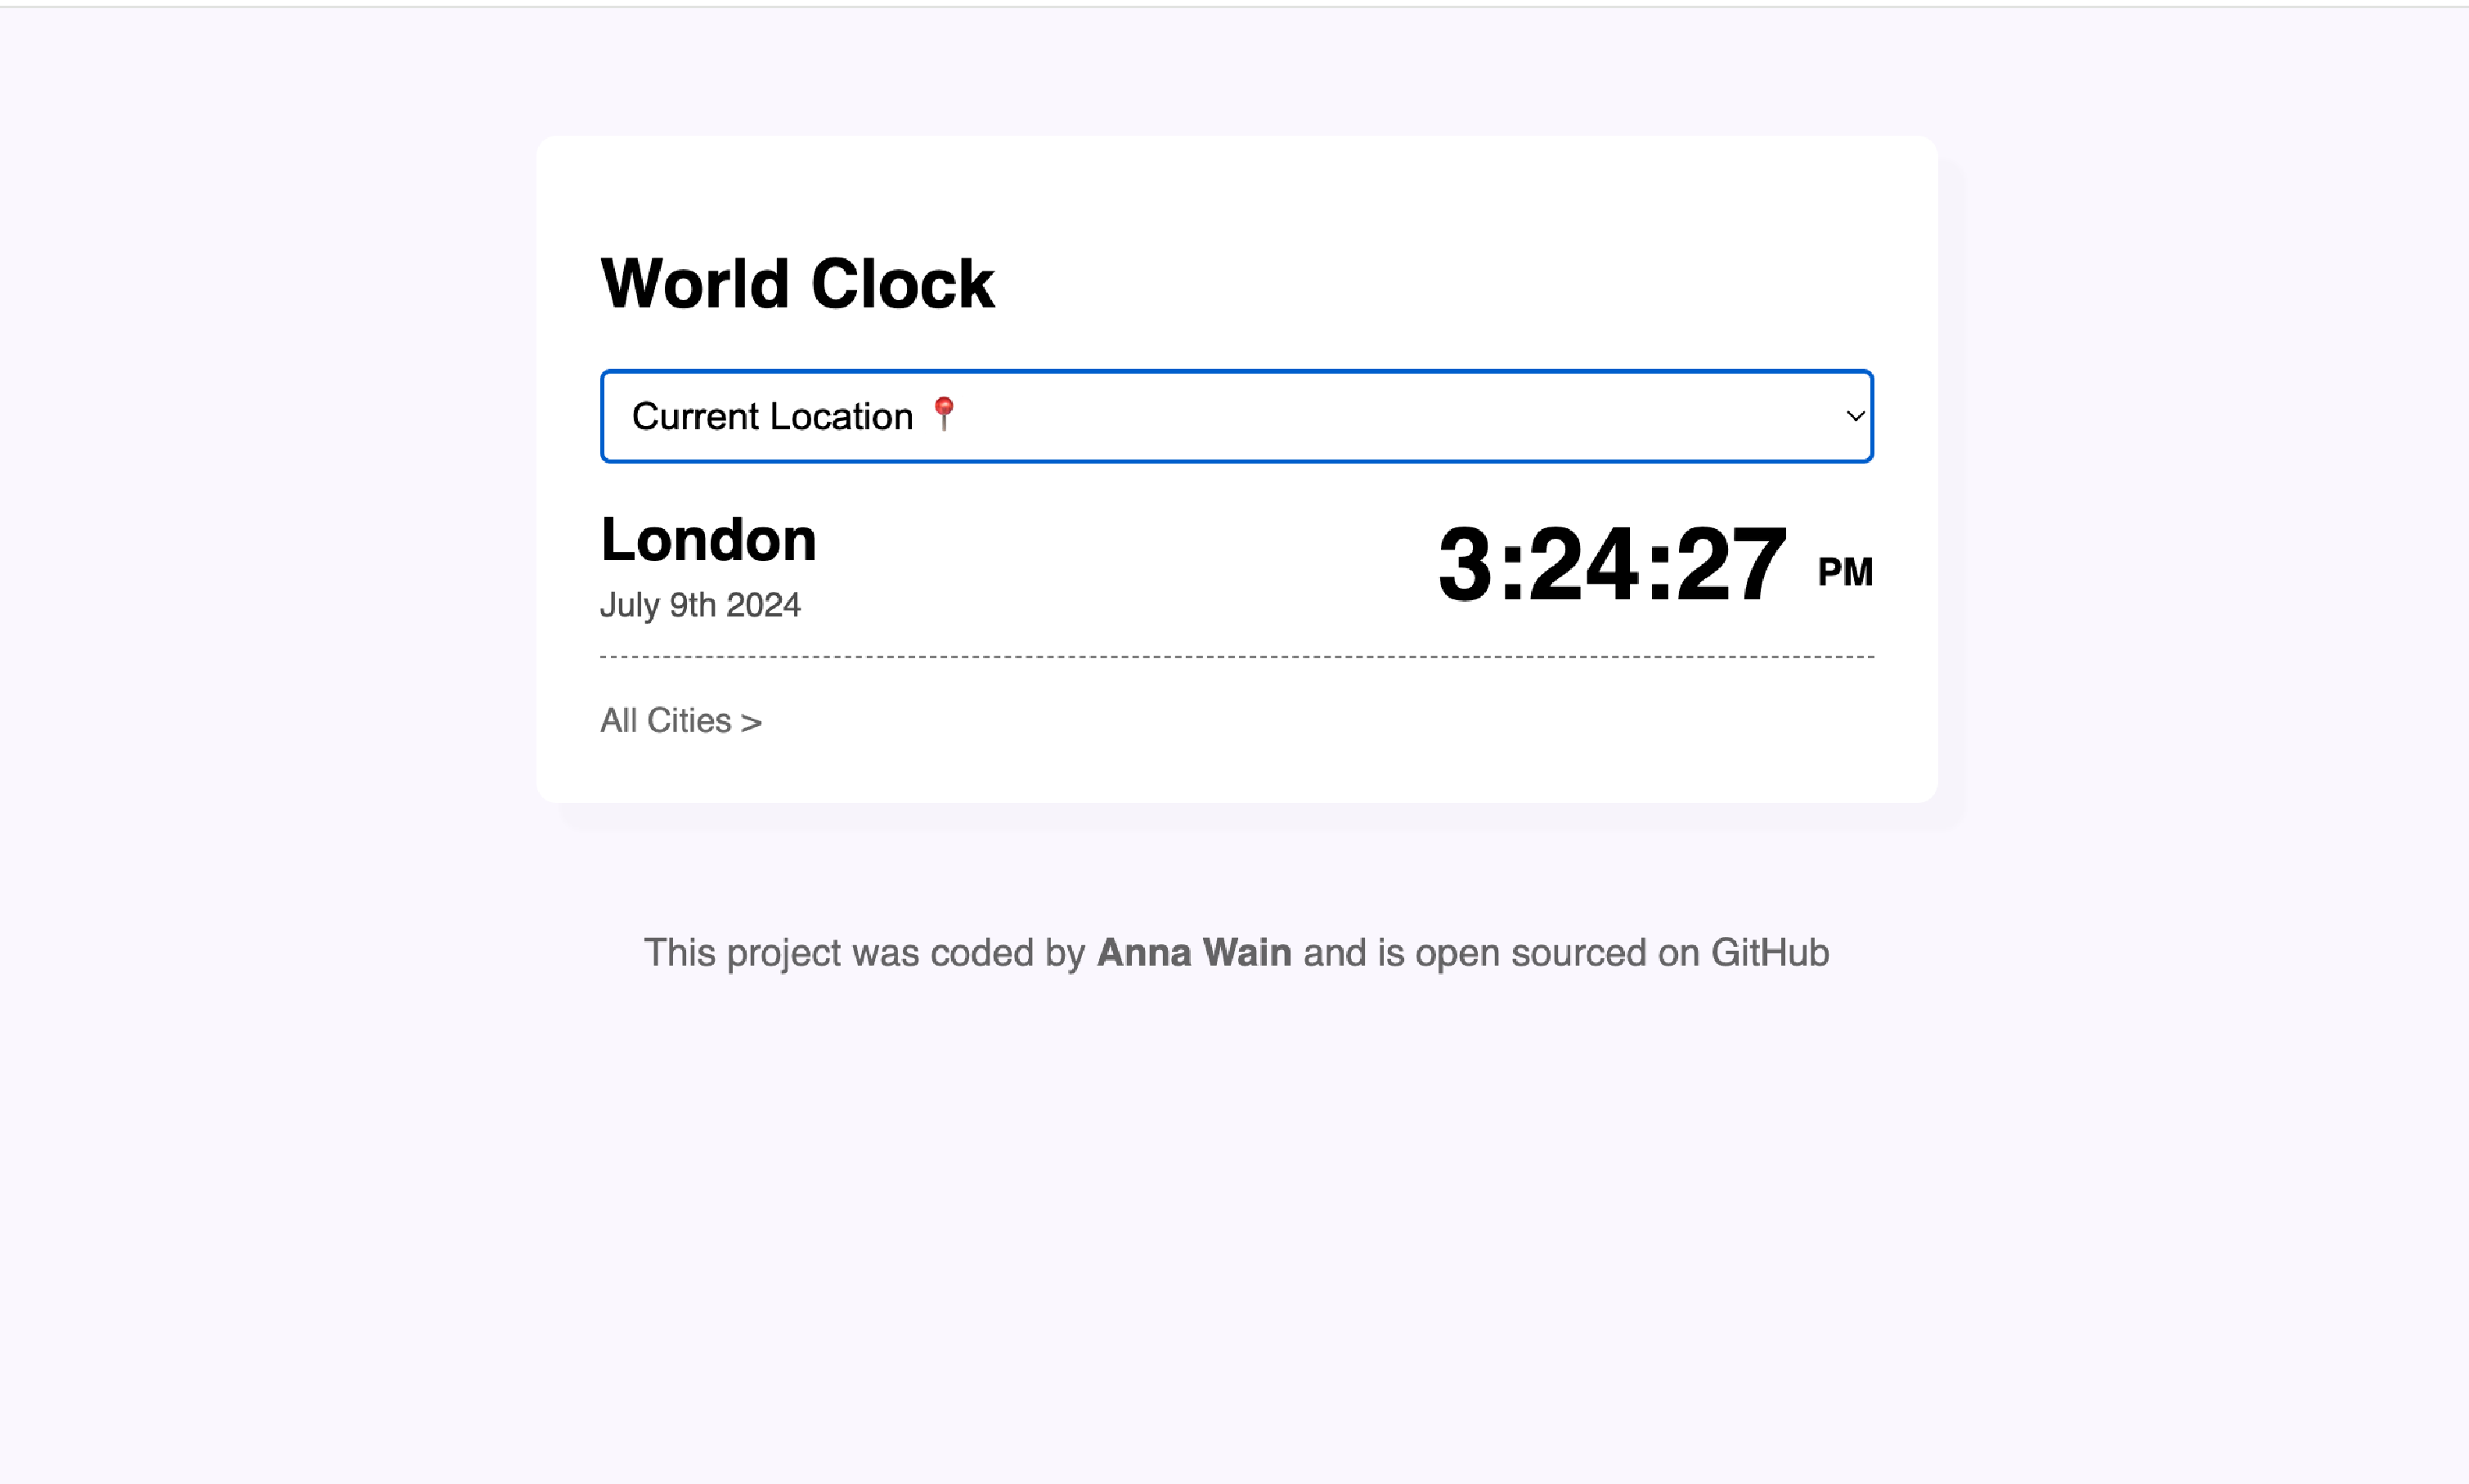 World Clock
Current Location 📍
London
3:24:27 PM
July 9th 2024
All Cities >
This project was coded by Anna Wain and is open sourced on GitHub